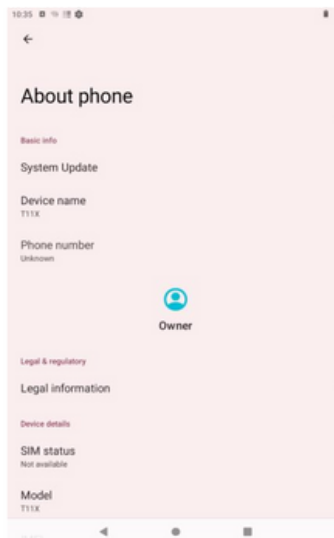 10:35
About phone
Basic info
System Update
Device name
T11X
Phone number
Unknown
Owner
Legal & regulatory
Legal information
Device details
SIM status
Not available
Model
T11X